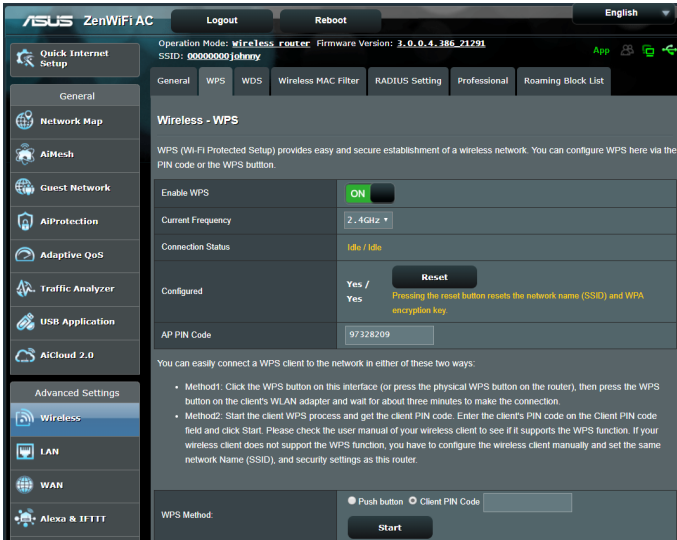 ASUS ZenWiFi AC
Logout
Reboot
English
Quick Internet
Setup
General
Network Map
AiMesh
Guest Network
AiProtection
Adaptive QoS
Traffic Analyzer
USB Application
AiCloud 2.0
Advanced Settings
Wireless
LAN
WAN
Alexa & IFTTT
Operation Mode: Wireless router Firmware Version: 3.0.0.4.386_21291
SSID: 00000000johnny
App
General WPS WDS Wireless MAC Filter RADIUS Setting Professional Roaming Block List
Wireless - WPS
WPS (Wi-Fi Protected Setup) provides easy and secure establishment of a wireless network. You can configure WPS here via the
PIN code or the WPS buttton.
Enable WPS ON
Current Frequency 2.4GHz
Connection Status Idle / Idle
Configured Yes /
Yes
Reset
Pressing the reset button resets the network name (SSID) and WPA
encryption key.
AP PIN Code 97328209
You can easily connect a WPS client to the network in either of these two ways:
• Method1: Click the WPS button on this interface (or press the physical WPS button on the router), then press the WPS
button on the client's WLAN adapter and wait for about three minutes to make the connection.
• Method2: Start the client WPS process and get the client PIN code. Enter the client's PIN code on the Client PIN code
field and click Start. Please check the user manual of your wireless client to see if it supports the WPS function. If your
wireless client does not support the WPS function, you have to configure the wireless client manually and set the same
network Name (SSID), and security settings as this router.
WPS Method:
Push button Client PIN Code
Start